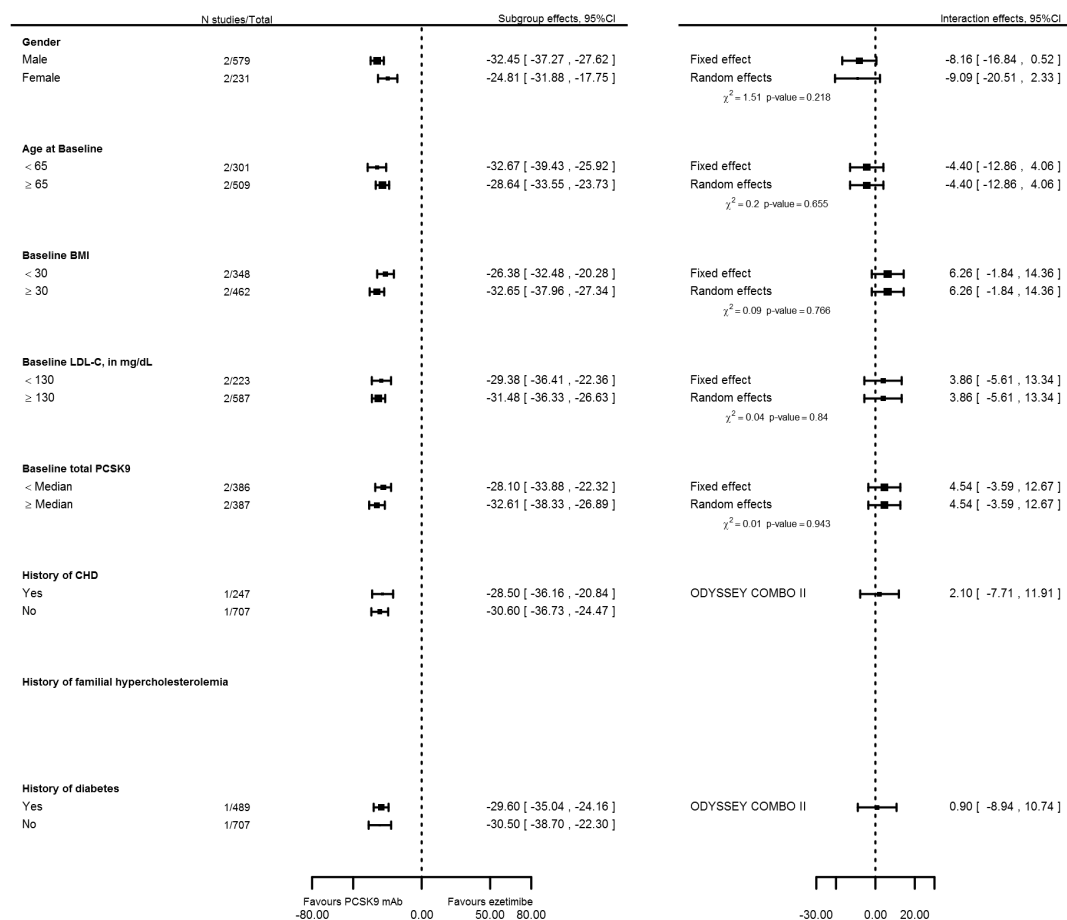 N studies/Total Subgroup effects, 95%CI Interaction effects, 95%CI
Gender
Male 2/579 -32.45 [ -37.27 , -27.62 ] Fixed effect -8.16 [ -16.84 , 0.52 ]
Female 2/231 -24.81 [ -31.88 , -17.75 ] Random effects -9.09 [ -20.51 , 2.33 ]
χ² = 1.51 p-value = 0.218
Age at Baseline
< 65 2/301 -32.67 [ -39.43 , -25.92 ] Fixed effect -4.40 [ -12.86 , 4.06 ]
≥ 65 2/509 -28.64 [ -33.55 , -23.73 ] Random effects -4.40 [ -12.86 , 4.06 ]
χ² = 0.2 p-value = 0.655
Baseline BMI
< 30 2/348 -26.38 [ -32.48 , -20.28 ] Fixed effect 6.26 [ -1.84 , 14.36 ]
≥ 30 2/462 -32.65 [ -37.96 , -27.34 ] Random effects 6.26 [ -1.84 , 14.36 ]
χ² = 0.09 p-value = 0.766
Baseline LDL-C, in mg/dL
< 130 2/223 -29.38 [ -36.41 , -22.36 ] Fixed effect 3.86 [ -5.61 , 13.34 ]
≥ 130 2/587 -31.48 [ -36.33 , -26.63 ] Random effects 3.86 [ -5.61 , 13.34 ]
χ² = 0.04 p-value = 0.84
Baseline total PCSK9
< Median 2/386 -28.10 [ -33.88 , -22.32 ] Fixed effect 4.54 [ -3.59 , 12.67 ]
≥ Median 2/387 -32.61 [ -38.33 , -26.89 ] Random effects 4.54 [ -3.59 , 12.67 ]
χ² = 0.01 p-value = 0.943
History of CHD
Yes 1/247 -28.50 [ -36.16 , -20.84 ] ODYSSEY COMBO II 2.10 [ -7.71 , 11.91 ]
No 1/707 -30.60 [ -36.73 , -24.47 ]
History of familial hypercholesterolemia
History of diabetes
Yes 1/489 -29.60 [ -35.04 , -24.16 ] ODYSSEY COMBO II 0.90 [ -8.94 , 10.74 ]
No 1/707 -30.50 [ -38.70 , -22.30 ]
Favours PCSK9 mAb Favours ezetimibe
-80.00 0.00 50.00 80.00 -30.00 0.00 20.00